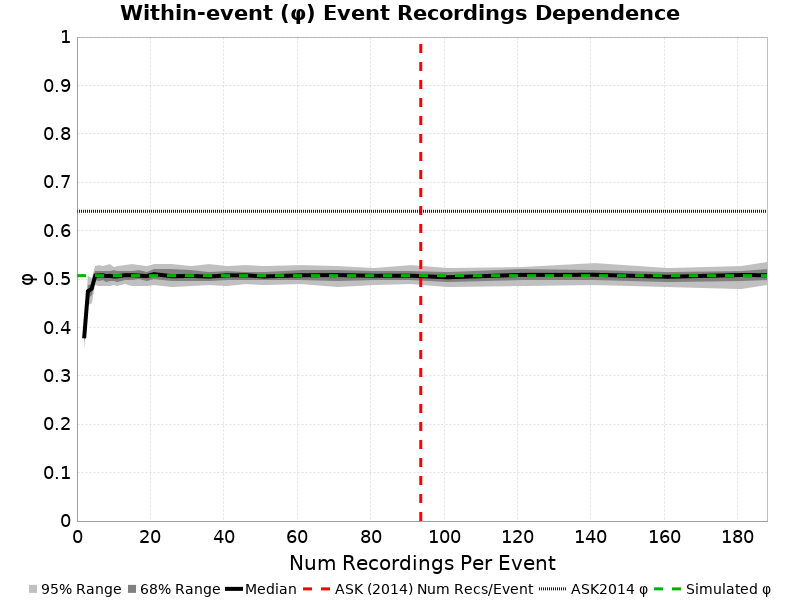 Within-event (φ) Event Recordings Dependence
1
0.9
0.8
0.7
0.6
0.5
0.4
0.3
0.2
0.1
0
φ
0 20 40 60 80 100 120 140 160 180
Num Recordings Per Event
95% Range 68% Range Median ASK (2014) Num Recs/Event ASK2014 φ Simulated φ